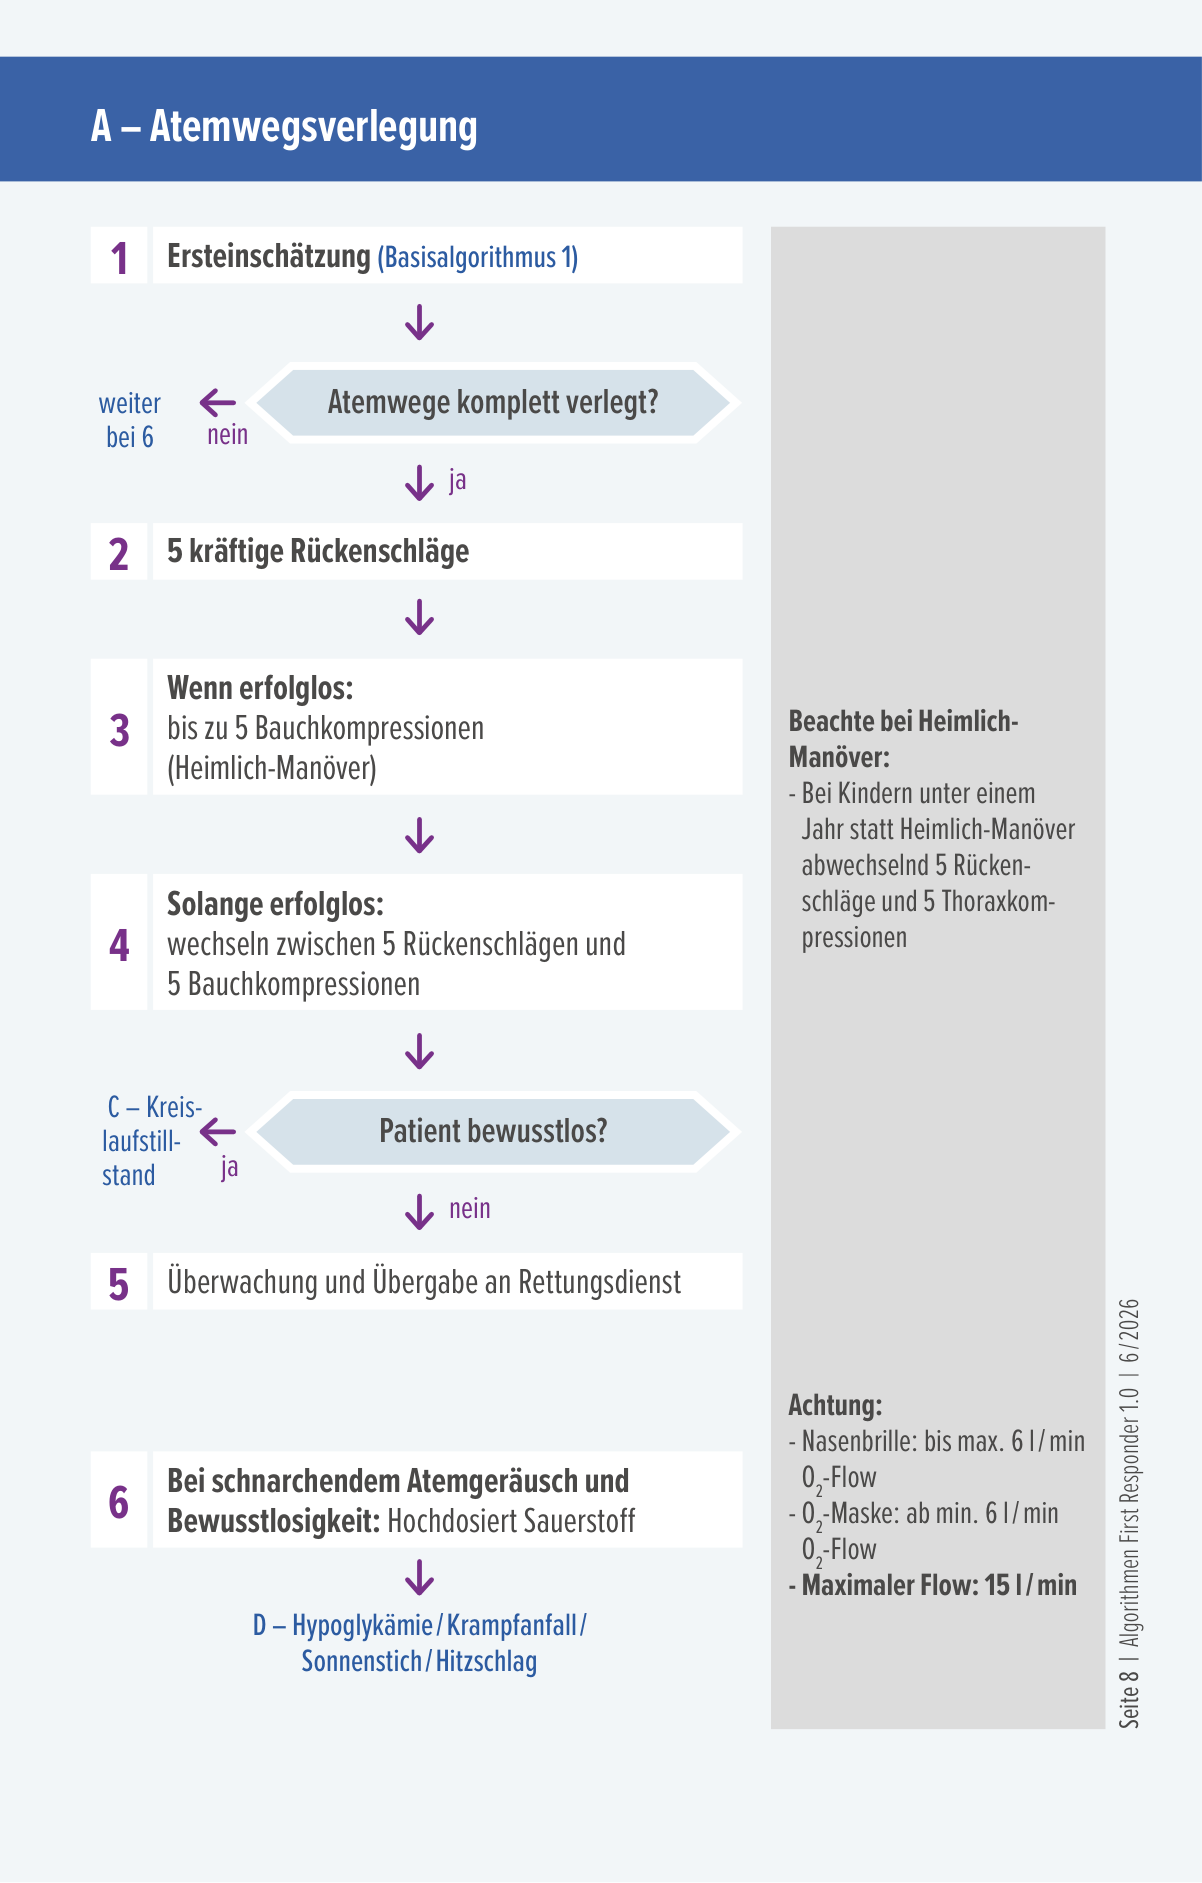 A – Atemwegsverlegung
1
Ersteinschätzung (Basisalgorithmus 1)
Atemwege komplett verlegt?
weiter
bei 6
nein
ja
2
5 kräftige Rückenschläge
3
Wenn erfolglos:
bis zu 5 Bauchkompressionen
(Heimlich-Manöver)
4
Solange erfolglos:
wechseln zwischen 5 Rückenschlägen und
5 Bauchkompressionen
Patient bewusstlos?
C – Kreis-
laufstill-
stand
ja
nein
5
Überwachung und Übergabe an Rettungsdienst
6
Bei schnarchendem Atemgeräusch und
Bewusstlosigkeit: Hochdosiert Sauerstoff
D – Hypoglykämie / Krampfanfall /
Sonnenstich / Hitzschlag
Beachte bei Heimlich-
Manöver:
- Bei Kindern unter einem
Jahr statt Heimlich-Manöver
abwechselnd 5 Rücken-
schläge und 5 Thoraxkom-
pressionen
Achtung:
- Nasenbrille: bis max. 6 l / min
O₂-Flow
- O₂-Maske: ab min. 6 l / min
O₂-Flow
- Maximaler Flow: 15 l / min
Seite 8 | Algorithmen First Responder 1.0 | 6 / 2026